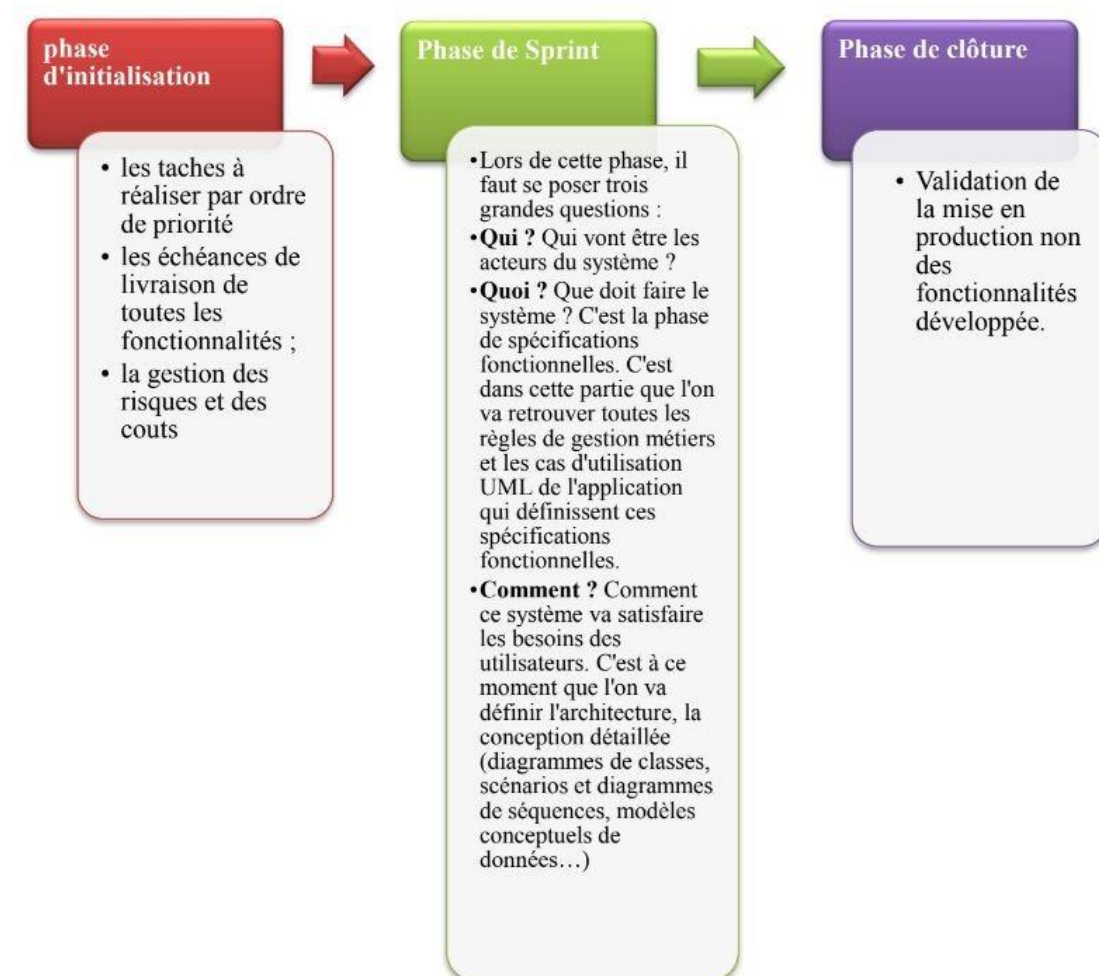 phase
d'initialisation
• les taches à
réaliser par ordre
de priorité
• les échéances de
livraison de
toutes les
fonctionnalités ;
• la gestion des
risques et des
couts
Phase de Sprint
•Lors de cette phase, il
faut se poser trois
grandes questions :
•Qui ? Qui vont être les
acteurs du système ?
•Quoi ? Que doit faire le
système ? C'est la phase
de spécifications
fonctionnelles. C'est
dans cette partie que l'on
va retrouver toutes les
règles de gestion métiers
et les cas d'utilisation
UML de l'application
qui définissent ces
spécifications
fonctionnelles.
•Comment ? Comment
ce système va satisfaire
les besoins des
utilisateurs. C'est à ce
moment que l'on va
définir l'architecture, la
conception détaillée
(diagrammes de classes,
scénarios et diagrammes
de séquences, modèles
conceptuels de
données…)
Phase de clôture
• Validation de
la mise en
production non
des
fonctionnalités
développée.